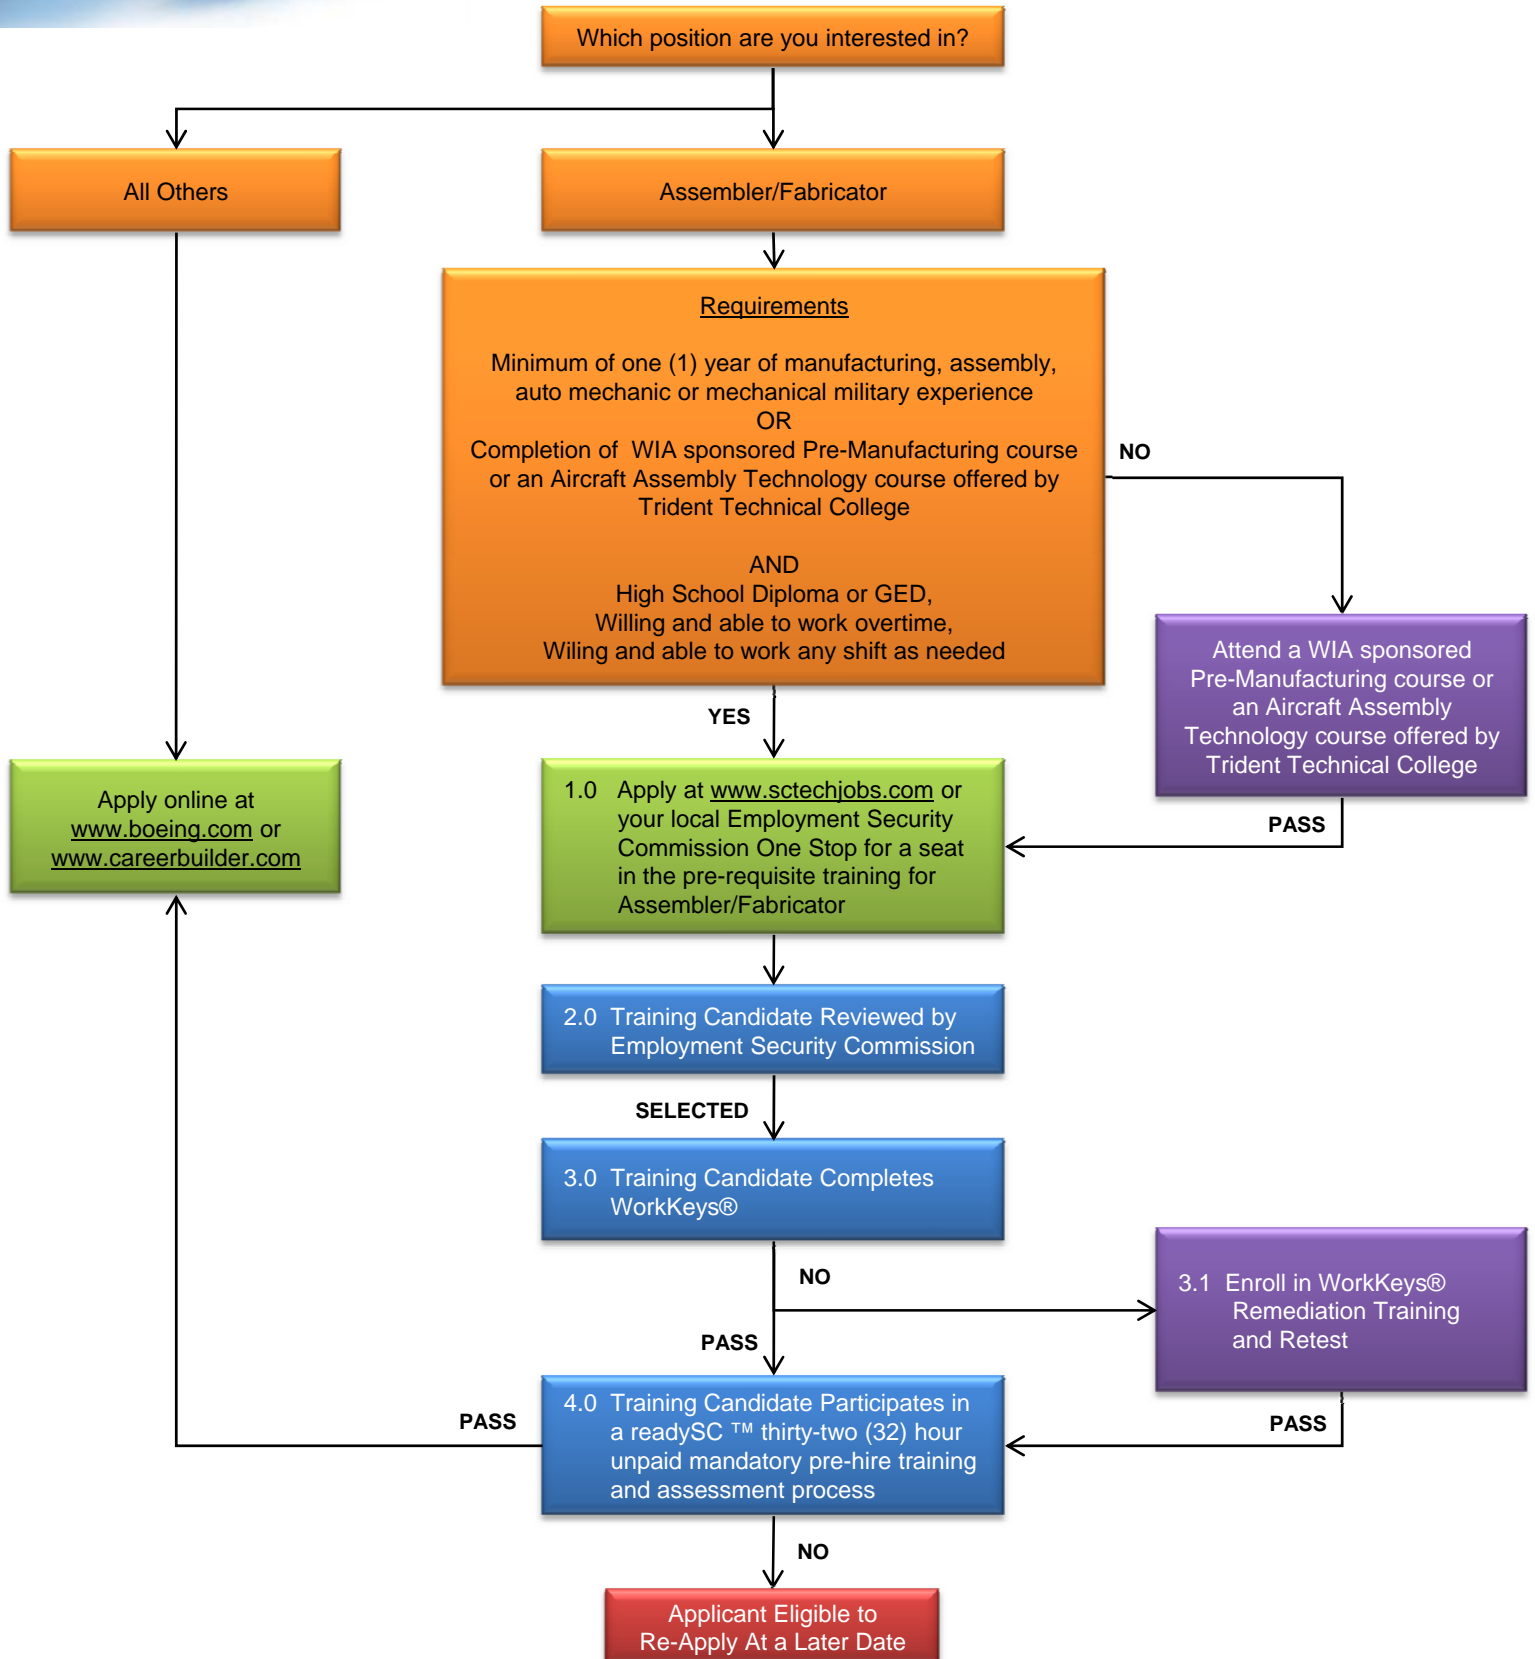 Which position are you interested in?
All Others
Assembler/Fabricator
Requirements
Minimum of one (1) year of manufacturing, assembly,
auto mechanic or mechanical military experience
OR
Completion of WIA sponsored Pre-Manufacturing course
or an Aircraft Assembly Technology course offered by
Trident Technical College
AND
High School Diploma or GED,
Willing and able to work overtime,
Wiling and able to work any shift as needed
NO
Attend a WIA sponsored
Pre-Manufacturing course or
an Aircraft Assembly
Technology course offered by
Trident Technical College
YES
PASS
Apply online at
www.boeing.com or
www.careerbuilder.com
1.0 Apply at www.sctechjobs.com or
your local Employment Security
Commission One Stop for a seat
in the pre-requisite training for
Assembler/Fabricator
2.0 Training Candidate Reviewed by
Employment Security Commission
SELECTED
3.0 Training Candidate Completes
WorkKeys®
NO
3.1 Enroll in WorkKeys®
Remediation Training
and Retest
PASS
PASS
4.0 Training Candidate Participates in
a readySC ™ thirty-two (32) hour
unpaid mandatory pre-hire training
and assessment process
PASS
NO
Applicant Eligible to
Re-Apply At a Later Date